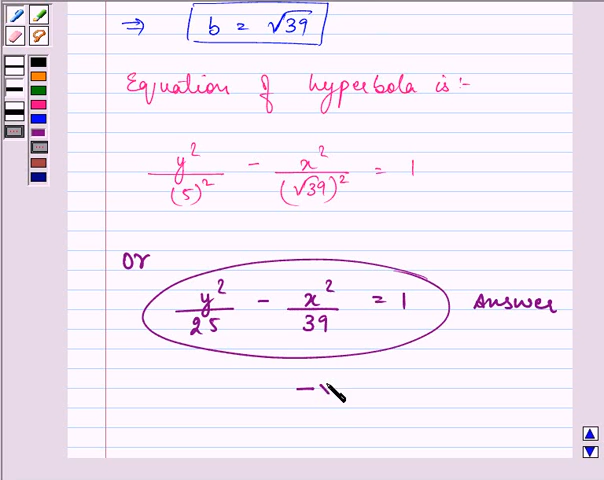 ⇒ b = √39
Equation of hyperbola is :-
y²/(5)² - x²/(√39)² = 1
or
y²/25 - x²/39 = 1 Answer